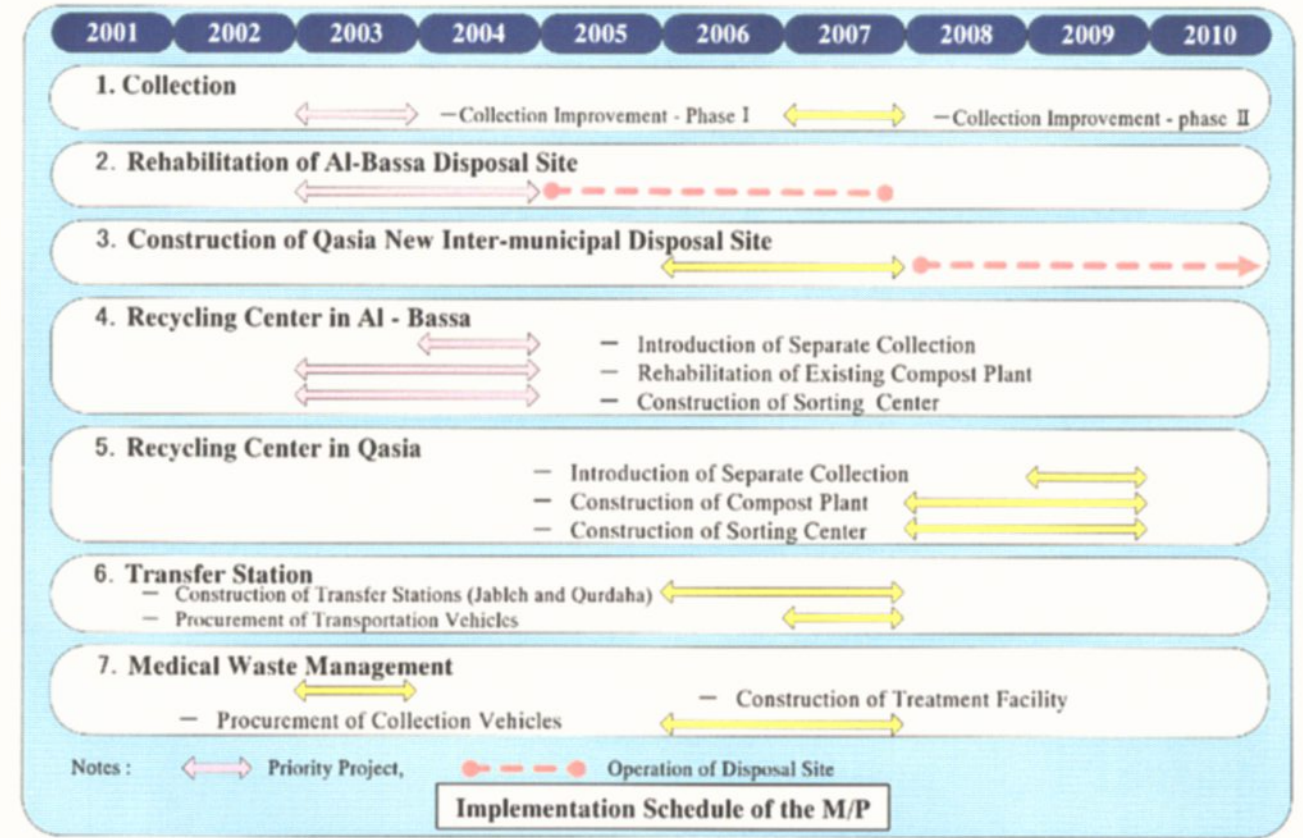 2001 2002 2003 2004 2005 2006 2007 2008 2009 2010
1. Collection
—Collection Improvement - Phase I —Collection Improvement - phase II
2. Rehabilitation of Al-Bassa Disposal Site
3. Construction of Qasia New Inter-municipal Disposal Site
4. Recycling Center in Al - Bassa
— Introduction of Separate Collection
— Rehabilitation of Existing Compost Plant
— Construction of Sorting Center
5. Recycling Center in Qasia
— Introduction of Separate Collection
— Construction of Compost Plant
— Construction of Sorting Center
6. Transfer Station
— Construction of Transfer Stations (Jableh and Qurdaha)
— Procurement of Transportation Vehicles
7. Medical Waste Management
— Construction of Treatment Facility
— Procurement of Collection Vehicles
Notes : Priority Project, Operation of Disposal Site
Implementation Schedule of the M/P